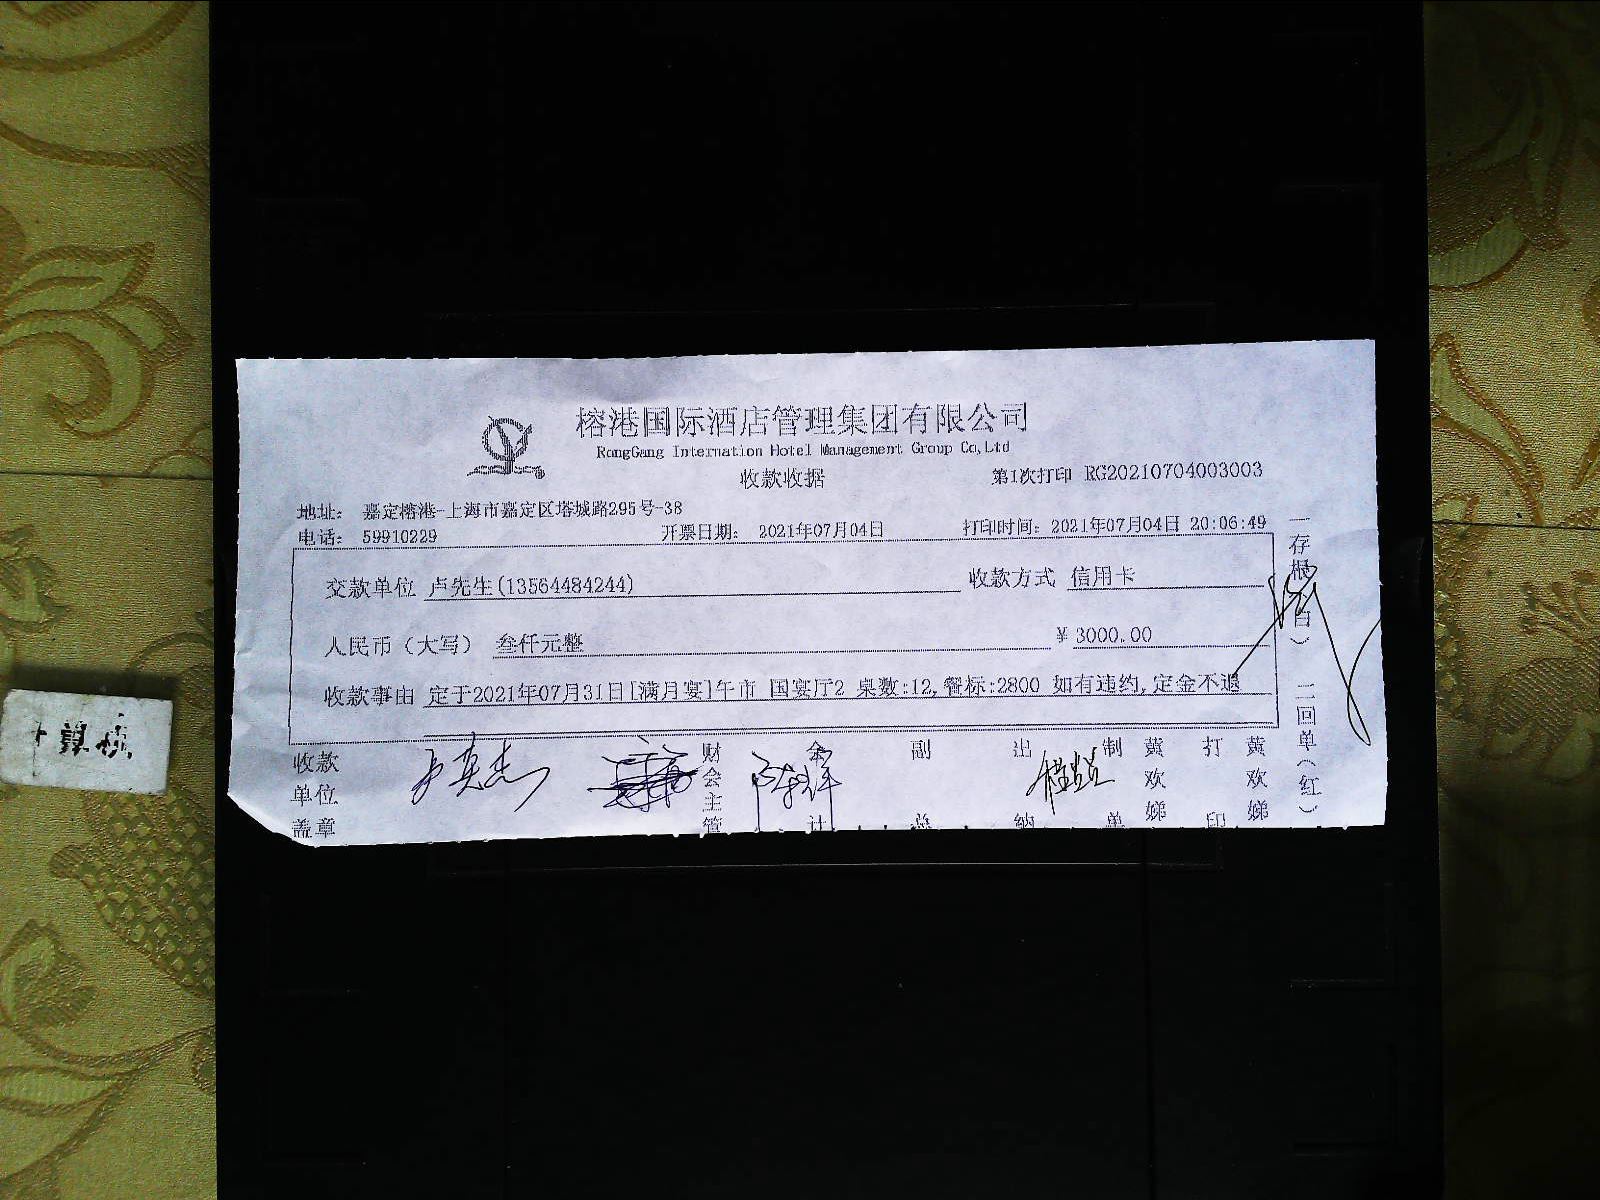 榕港国际酒店管理集团有限公司
RongGang Internation Hotel Management Group Co,Ltd
收款收据
第1次打印 RG20210704003003
地址: 嘉定榕港-上海市嘉定区塔城路295号-38
电话: 59910229
开票日期: 2021年07月04日
打印时间: 2021年07月04日 20:06:49
交款单位 卢先生(13564484244)
收款方式 信用卡
人民币（大写） 叁仟元整
¥ 3000.00
收款事由 定于2021年07月31日[满月宴]午市 国宴厅2 桌数:12,餐标:2800 如有违约,定金不退
收款单位盖章
财会主管
会计
副总
出纳
制单
黄欢娣
打印
黄欢娣
一存根（白） 二回单（红）